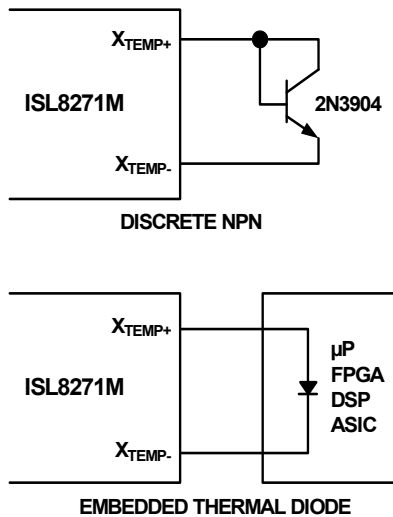 XTEMP+
ISL8271M
2N3904
XTEMP-
DISCRETE NPN
XTEMP+
ISL8271M
µP
FPGA
DSP
ASIC
XTEMP-
EMBEDDED THERMAL DIODE